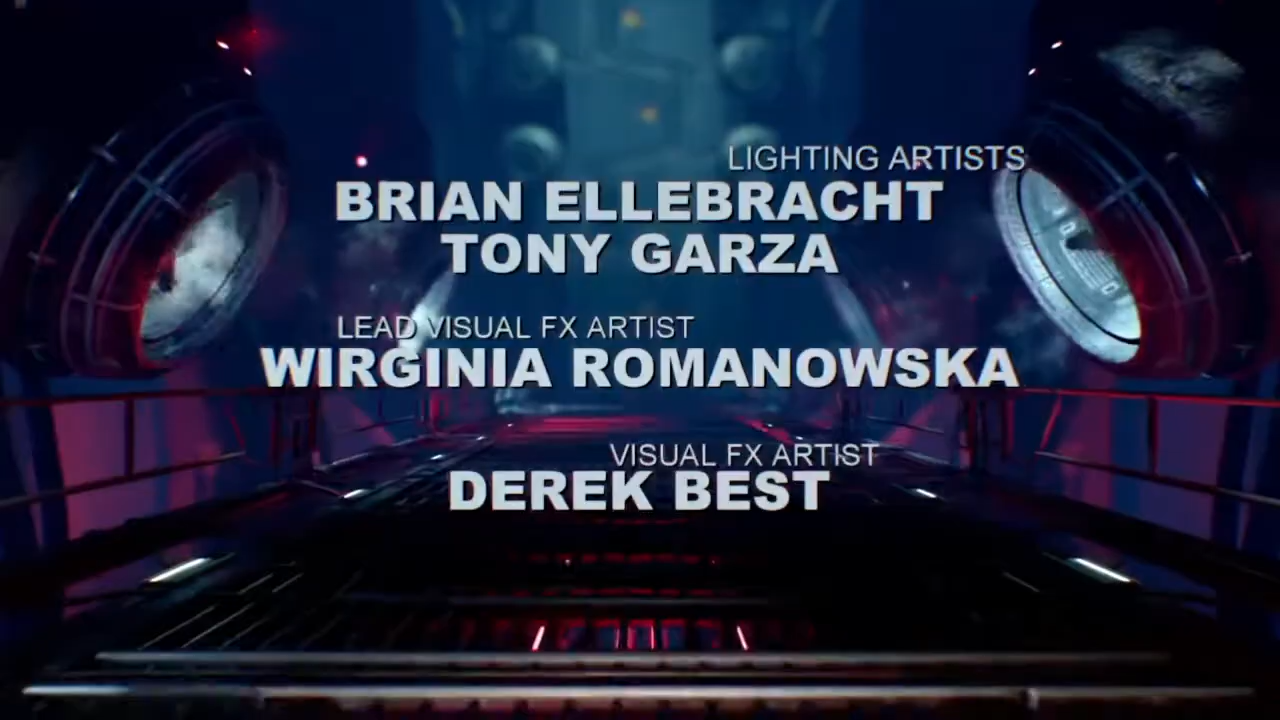 LIGHTING ARTISTS
BRIAN ELLEBRACHT
TONY GARZA
LEAD VISUAL FX ARTIST
WIRGINIA ROMANOWSKA
VISUAL FX ARTIST
DEREK BEST